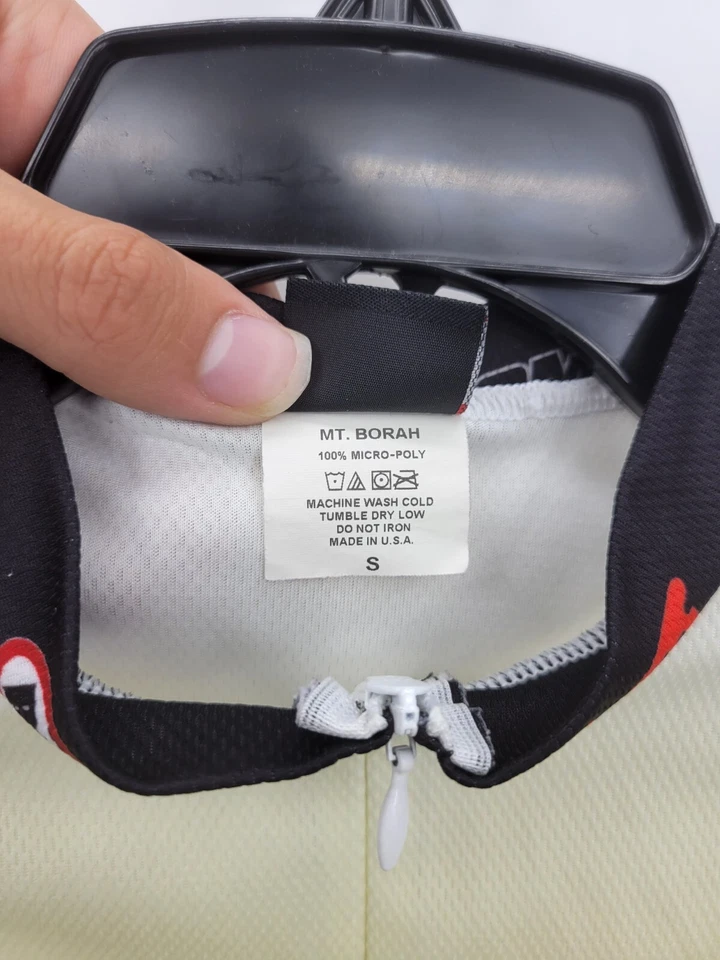 MT. BORAH
100% MICRO-POLY
MACHINE WASH COLD
TUMBLE DRY LOW
DO NOT IRON
MADE IN U.S.A.
S